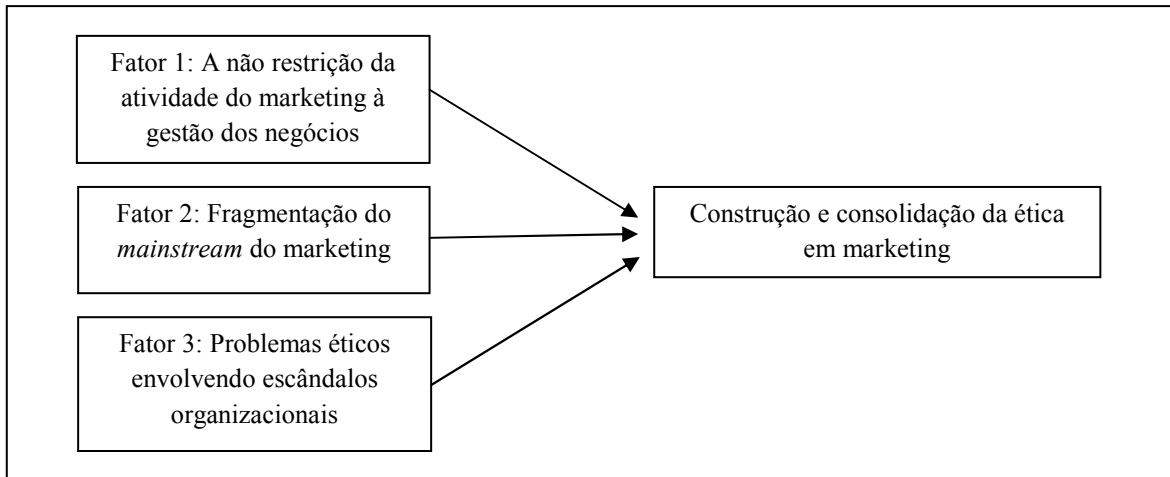 Fator 1: A não restrição da
atividade do marketing à
gestão dos negócios
Fator 2: Fragmentação do
mainstream do marketing
Fator 3: Problemas éticos
envolvendo escândalos
organizacionais
Construção e consolidação da ética
em marketing